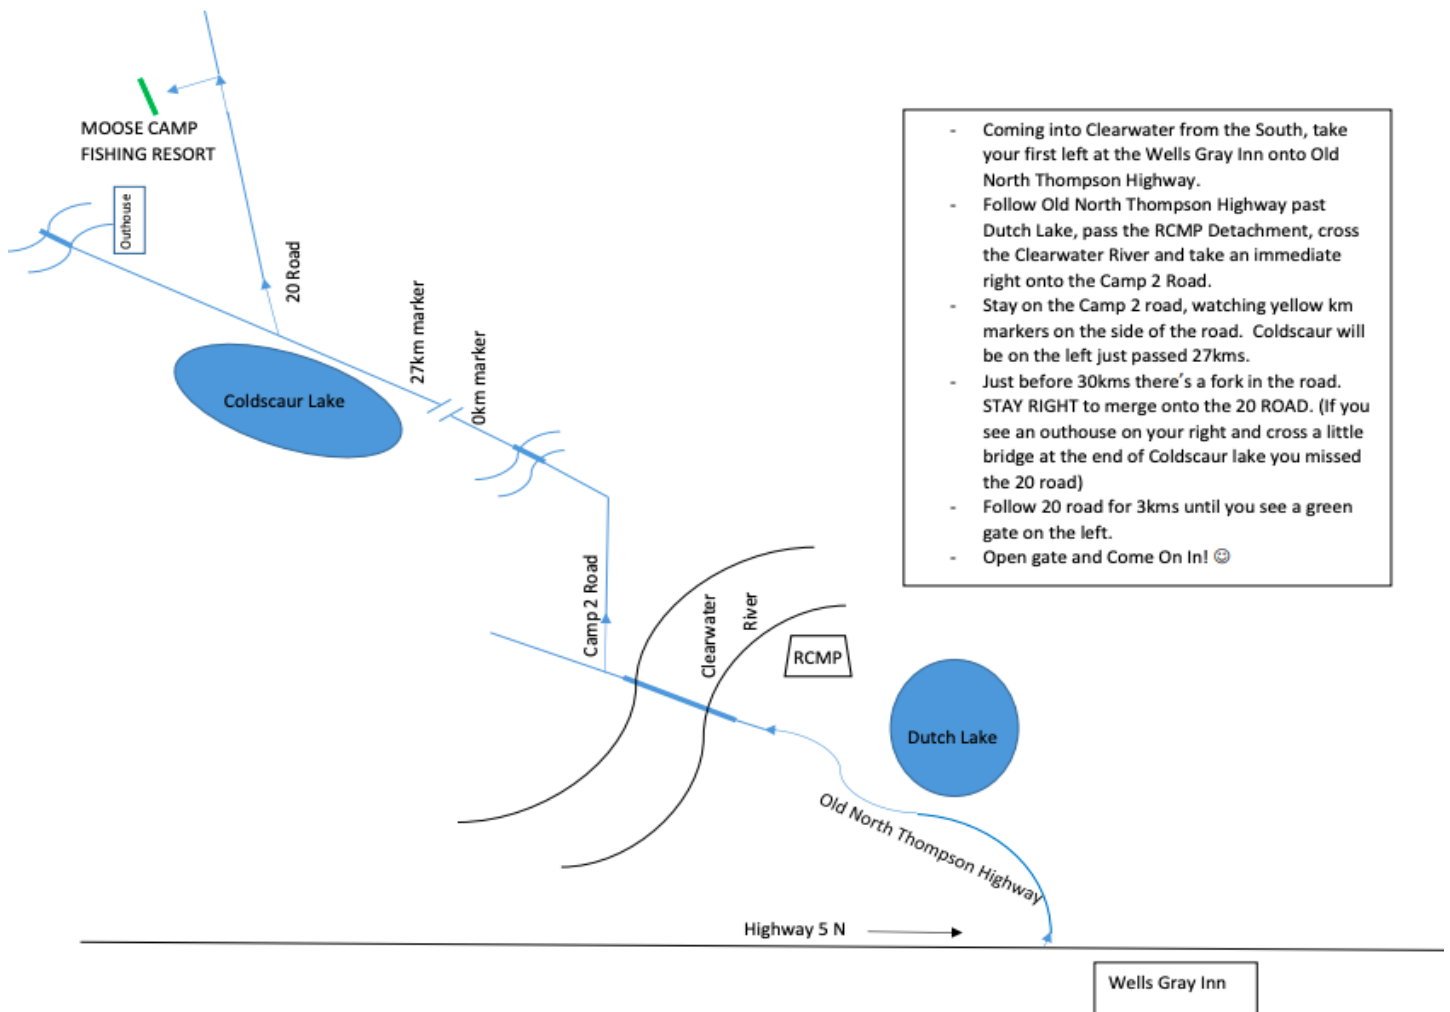 MOOSE CAMP
FISHING RESORT
Outhouse
20 Road
27km marker
0km marker
Coldscaur Lake
Camp 2 Road
Clearwater
River
RCMP
Dutch Lake
Old North Thompson Highway
Highway 5 N
Wells Gray Inn
- Coming into Clearwater from the South, take
your first left at the Wells Gray Inn onto Old
North Thompson Highway.
- Follow Old North Thompson Highway past
Dutch Lake, pass the RCMP Detachment, cross
the Clearwater River and take an immediate
right onto the Camp 2 Road.
- Stay on the Camp 2 road, watching yellow km
markers on the side of the road.  Coldscaur will
be on the left just passed 27kms.
- Just before 30kms there's a fork in the road.
STAY RIGHT to merge onto the 20 ROAD. (If you
see an outhouse on your right and cross a little
bridge at the end of Coldscaur lake you missed
the 20 road)
- Follow 20 road for 3kms until you see a green
gate on the left.
- Open gate and Come On In! ☺